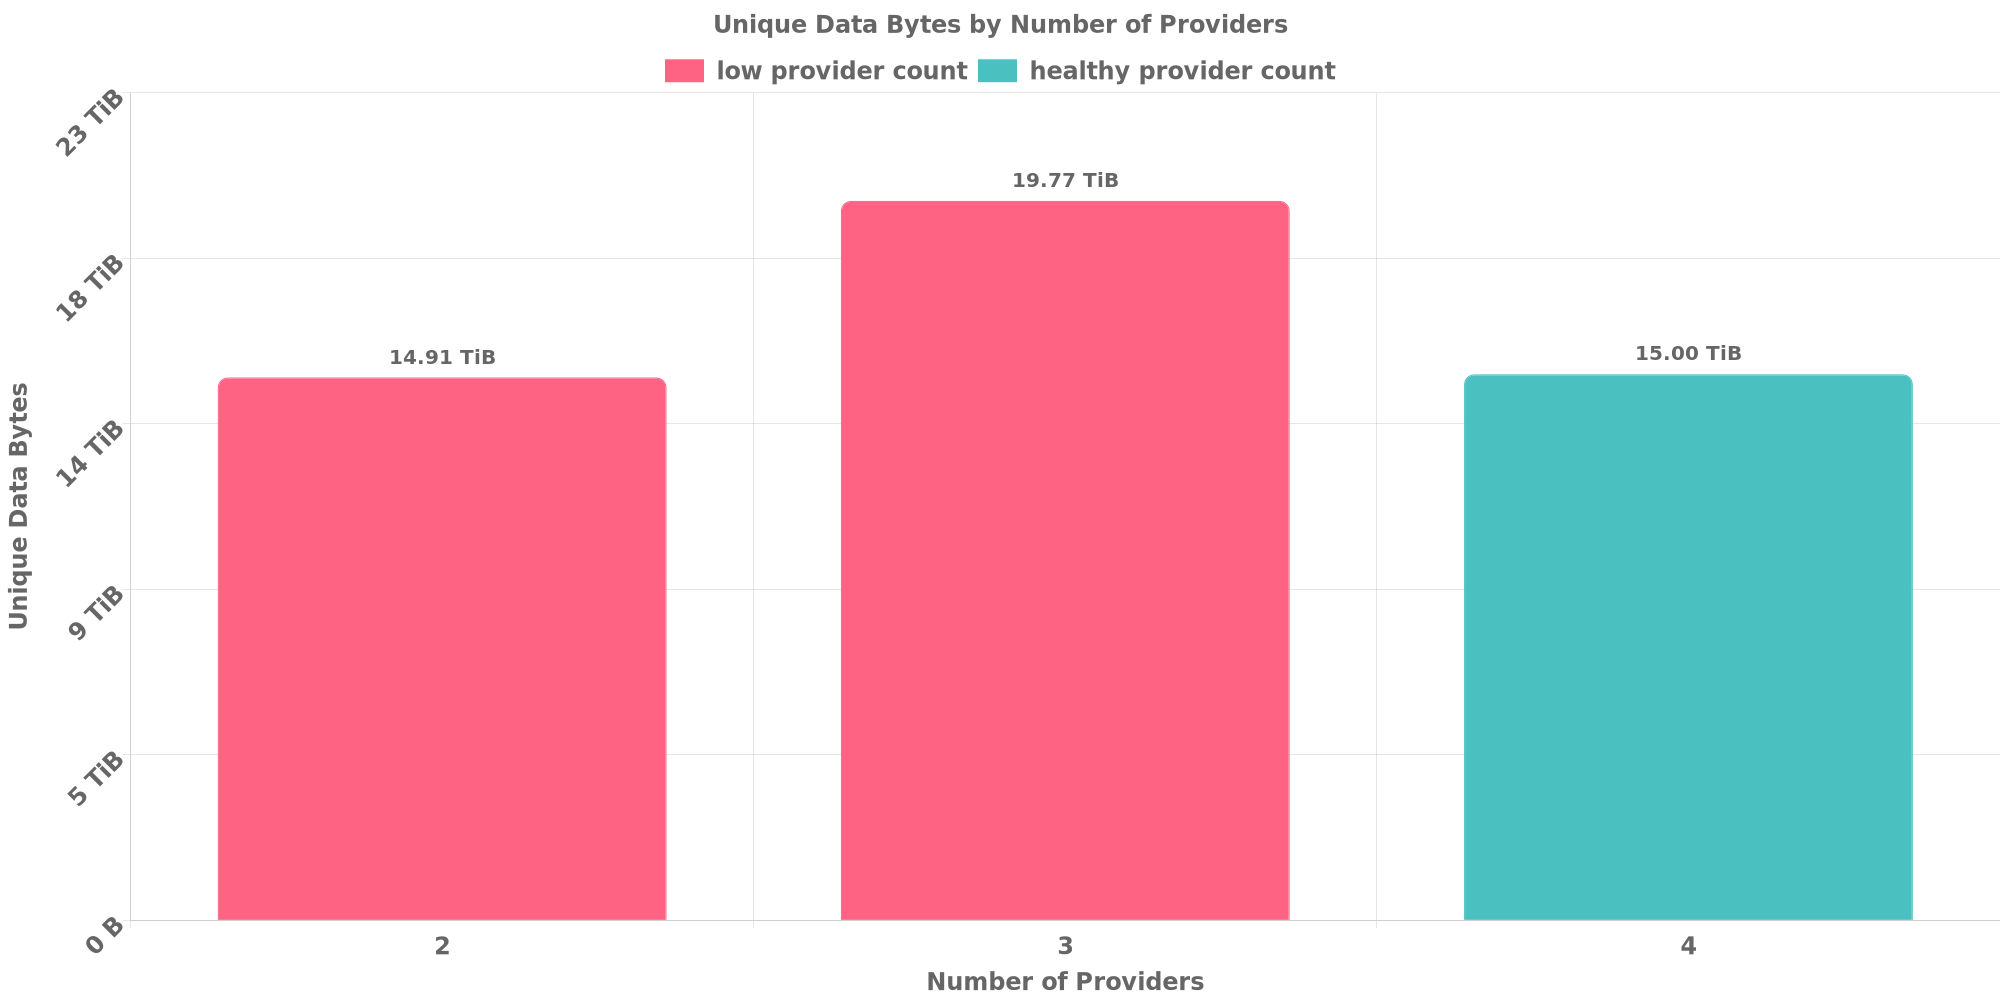 Unique Data Bytes by Number of Providers
low provider count healthy provider count
23 TiB
18 TiB
14 TiB
9 TiB
5 TiB
0 B
Unique Data Bytes
14.91 TiB
19.77 TiB
15.00 TiB
2 3 4
Number of Providers